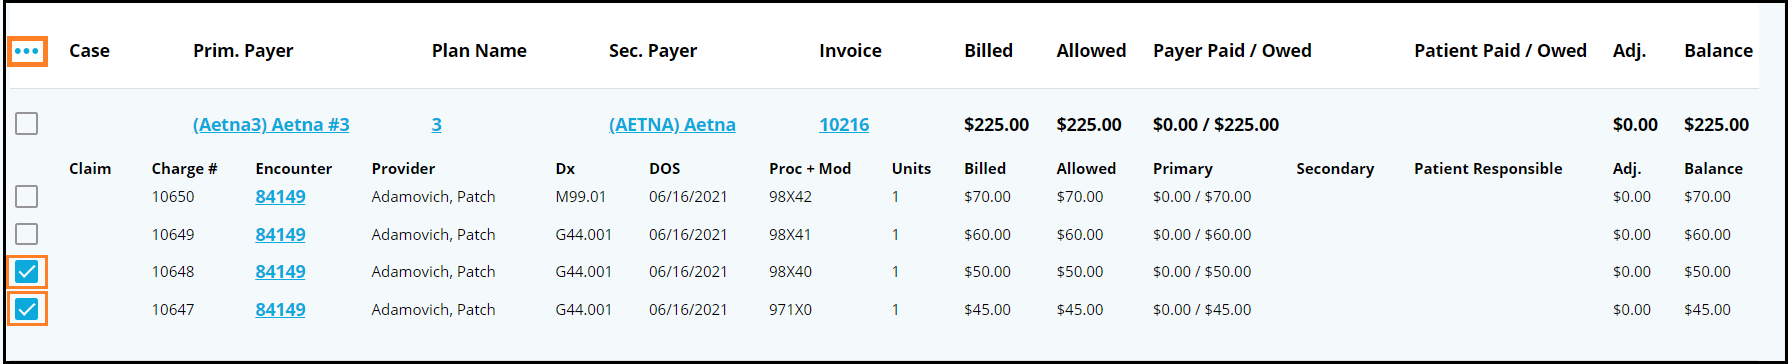 Case Prim. Payer Plan Name Sec. Payer Invoice Billed Allowed Payer Paid / Owed Patient Paid / Owed Adj. Balance
(Aetna3) Aetna #3 3 (AETNA) Aetna 10216 $225.00 $225.00 $0.00 / $225.00 $0.00 $225.00
Claim Charge # Encounter Provider Dx DOS Proc + Mod Units Billed Allowed Primary Secondary Patient Responsible Adj. Balance
10650 84149 Adamovich, Patch M99.01 06/16/2021 98X42 1 $70.00 $70.00 $0.00 / $70.00 $0.00 $70.00
10649 84149 Adamovich, Patch G44.001 06/16/2021 98X41 1 $60.00 $60.00 $0.00 / $60.00 $0.00 $60.00
10648 84149 Adamovich, Patch G44.001 06/16/2021 98X40 1 $50.00 $50.00 $0.00 / $50.00 $0.00 $50.00
10647 84149 Adamovich, Patch G44.001 06/16/2021 971X0 1 $45.00 $45.00 $0.00 / $45.00 $0.00 $45.00